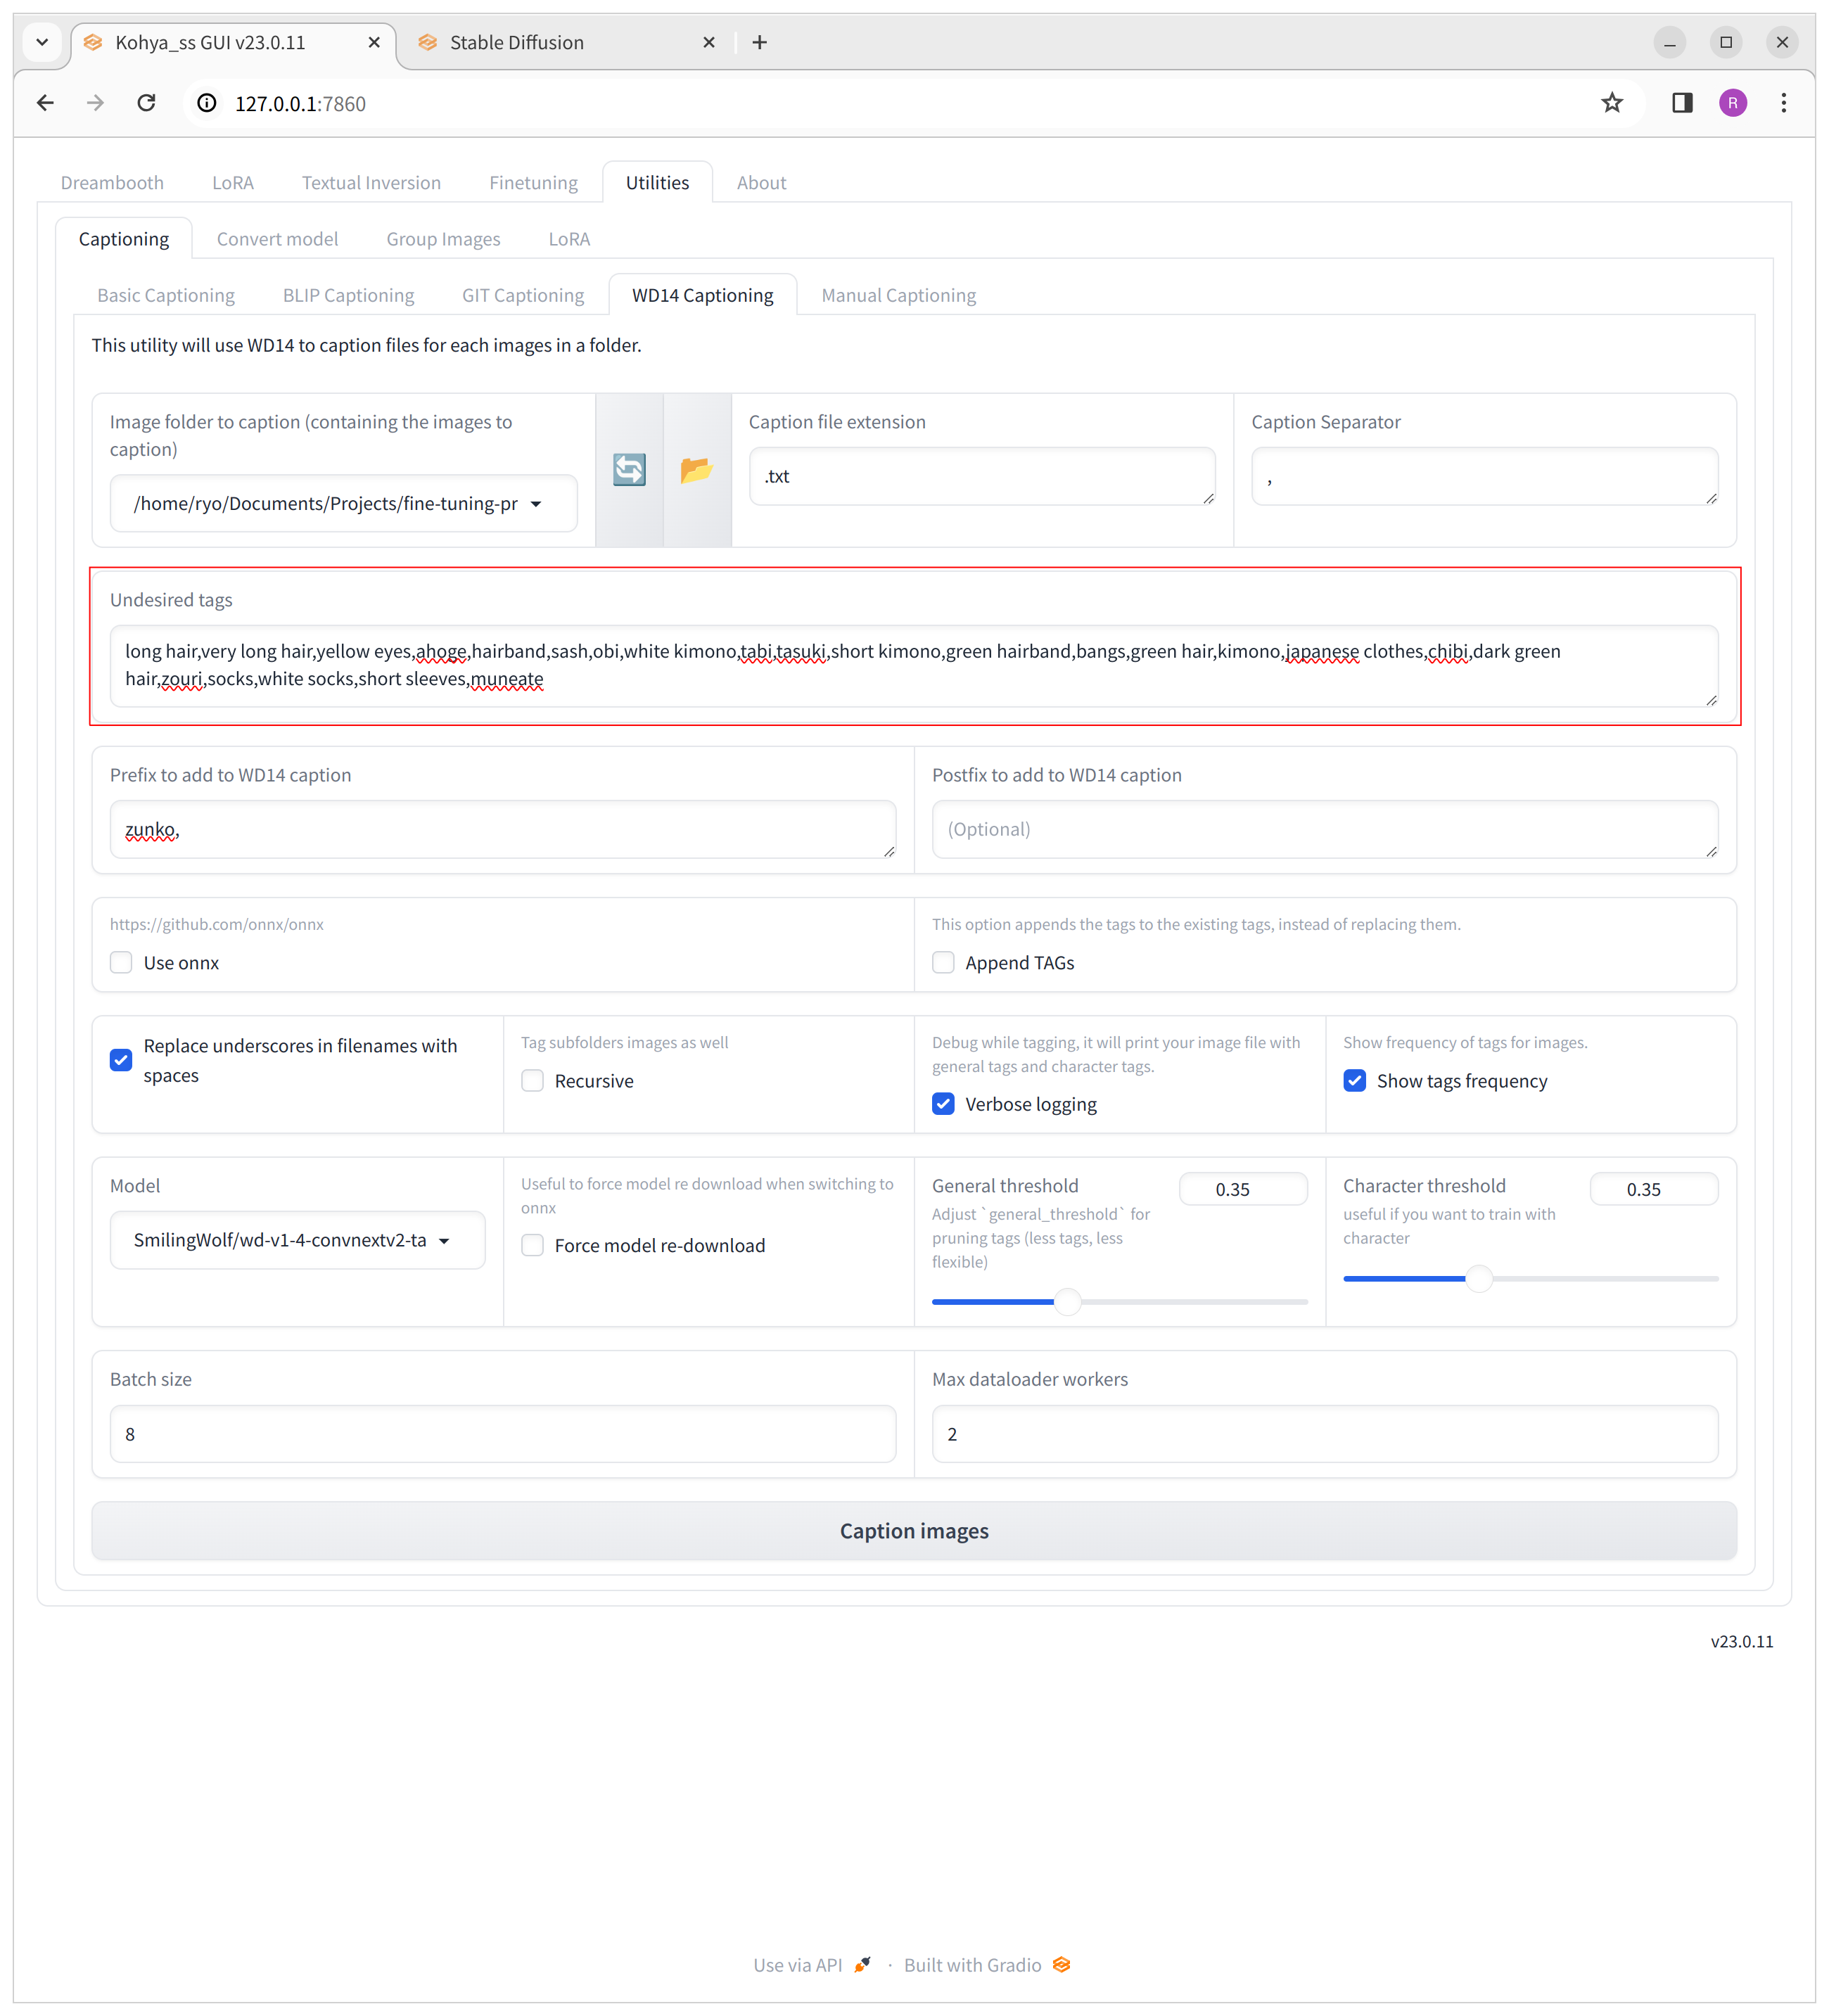 Kohya_ss GUI v23.0.11
Stable Diffusion
127.0.0.1:7860
R
Dreambooth LoRA Textual Inversion Finetuning Utilities About
Captioning Convert model Group Images LoRA
Basic Captioning BLIP Captioning GIT Captioning WD14 Captioning Manual Captioning
This utility will use WD14 to caption files for each images in a folder.
Image folder to caption (containing the images to
caption)
/home/ryo/Documents/Projects/fine-tuning-pr
Caption file extension
.txt
Caption Separator
,
Undesired tags
long hair,very long hair,yellow eyes,ahoge,hairband,sash,obi,white kimono,tabi,tasuki,short kimono,green hairband,bangs,green hair,kimono,japanese clothes,chibi,dark green
hair,zouri,socks,white socks,short sleeves,muneate
Prefix to add to WD14 caption
zunko,
Postfix to add to WD14 caption
(Optional)
https://github.com/onnx/onnx
Use onnx
This option appends the tags to the existing tags, instead of replacing them.
Append TAGs
Replace underscores in filenames with
spaces
Tag subfolders images as well
Recursive
Debug while tagging, it will print your image file with
general tags and character tags.
Verbose logging
Show frequency of tags for images.
Show tags frequency
Model
SmilingWolf/wd-v1-4-convnextv2-ta
Useful to force model re download when switching to
onnx
Force model re-download
General threshold
0.35
Adjust `general_threshold` for
pruning tags (less tags, less
flexible)
Character threshold
0.35
useful if you want to train with
character
Batch size
8
Max dataloader workers
2
Caption images
v23.0.11
Use via API · Built with Gradio